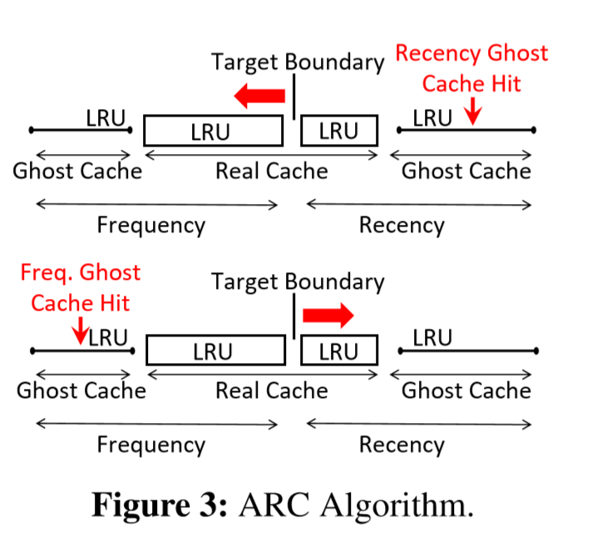 Target Boundary
Recency Ghost
Cache Hit
LRU
LRU
LRU
LRU
Ghost Cache
Real Cache
Ghost Cache
Frequency
Recency
Freq. Ghost
Cache Hit
Target Boundary
LRU
LRU
LRU
LRU
Ghost Cache
Real Cache
Ghost Cache
Frequency
Recency
Figure 3: ARC Algorithm.